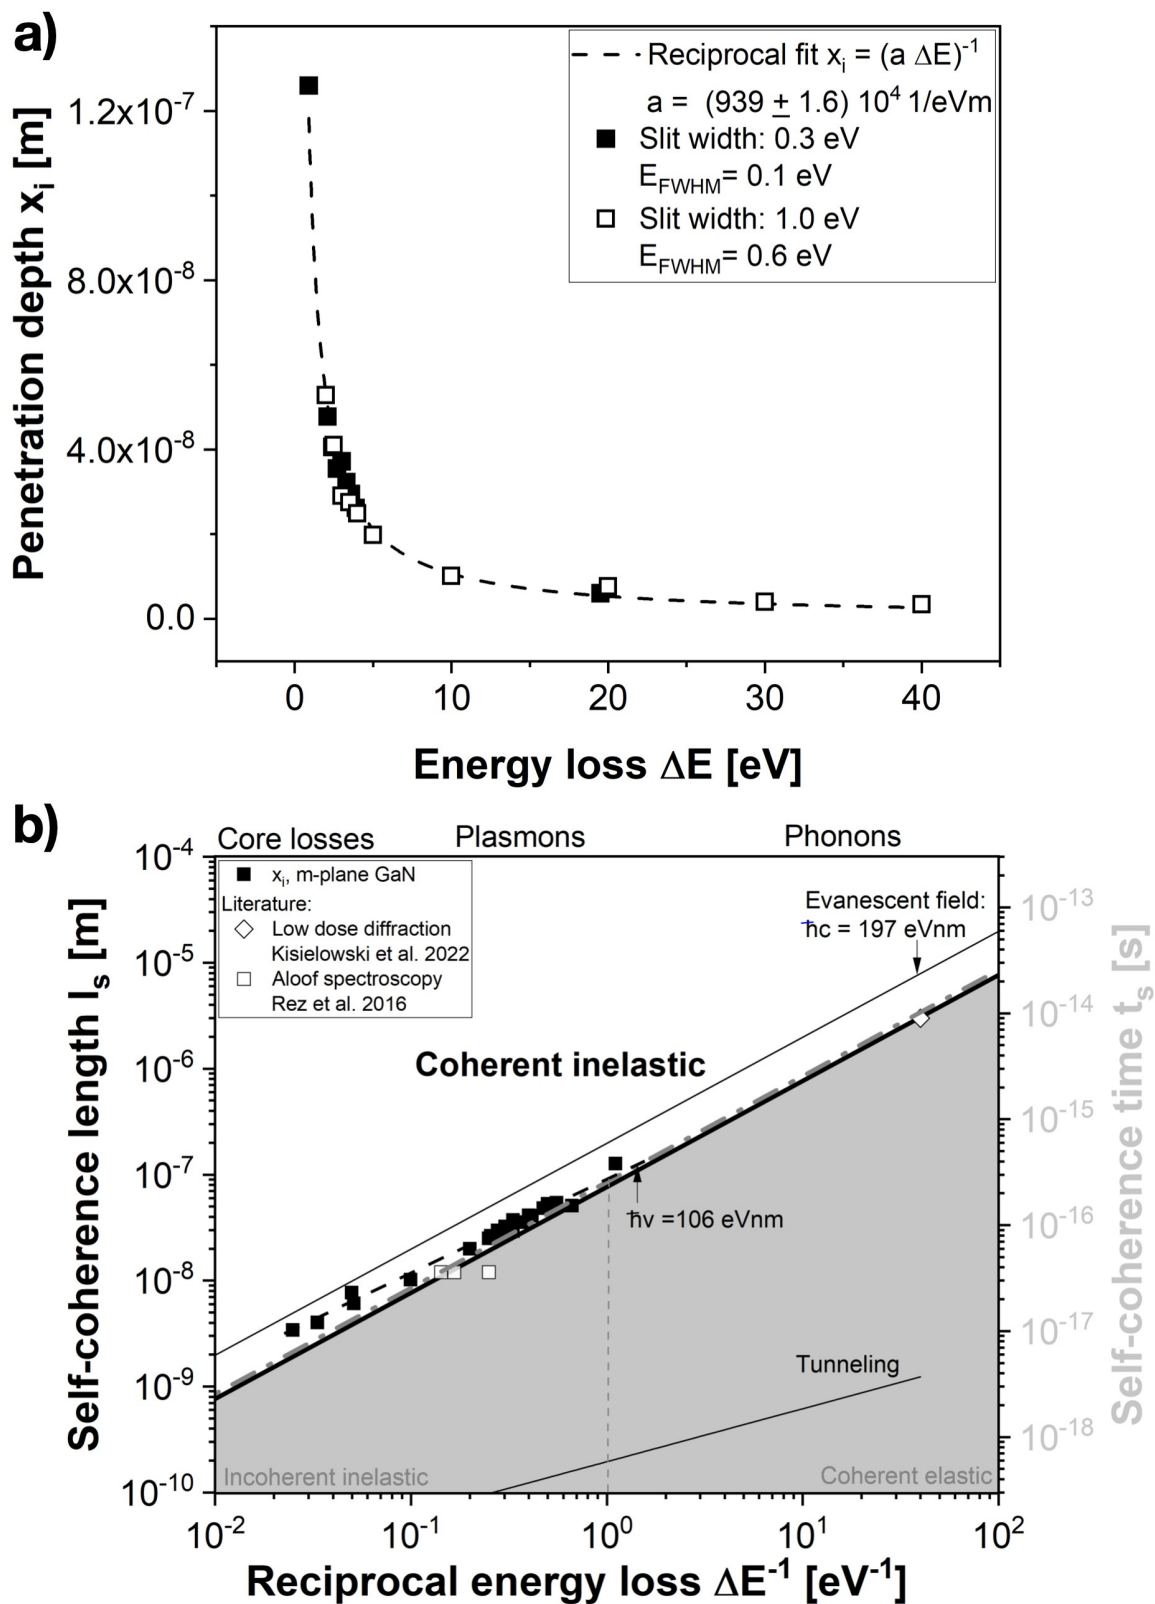 a)
Penetration depth xᵢ [m]
1.2x10⁻⁷
8.0x10⁻⁸
4.0x10⁻⁸
0.0
Reciprocal fit xᵢ = (a ΔE)⁻¹
a = (939 ± 1.6) 10⁴ 1/eVm
Slit width: 0.3 eV
E_FWHM= 0.1 eV
Slit width: 1.0 eV
E_FWHM= 0.6 eV
0 10 20 30 40
Energy loss ΔE [eV]
b)
Core losses Plasmons Phonons
Self-coherence length lₛ [m]
10⁻⁴
10⁻⁵
10⁻⁶
10⁻⁷
10⁻⁸
10⁻⁹
10⁻¹⁰
xᵢ, m-plane GaN
Literature:
Low dose diffraction
Kisielowski et al. 2022
Aloof spectroscopy
Rez et al. 2016
Evanescent field:
ħc = 197 eVnm
Coherent inelastic
ħv =106 eVnm
Tunneling
Incoherent inelastic
Coherent elastic
10⁻¹³
10⁻¹⁴
10⁻¹⁵
10⁻¹⁶
10⁻¹⁷
10⁻¹⁸
Self-coherence time tₛ [s]
10⁻² 10⁻¹ 10⁰ 10¹ 10²
Reciprocal energy loss ΔE⁻¹ [eV⁻¹]